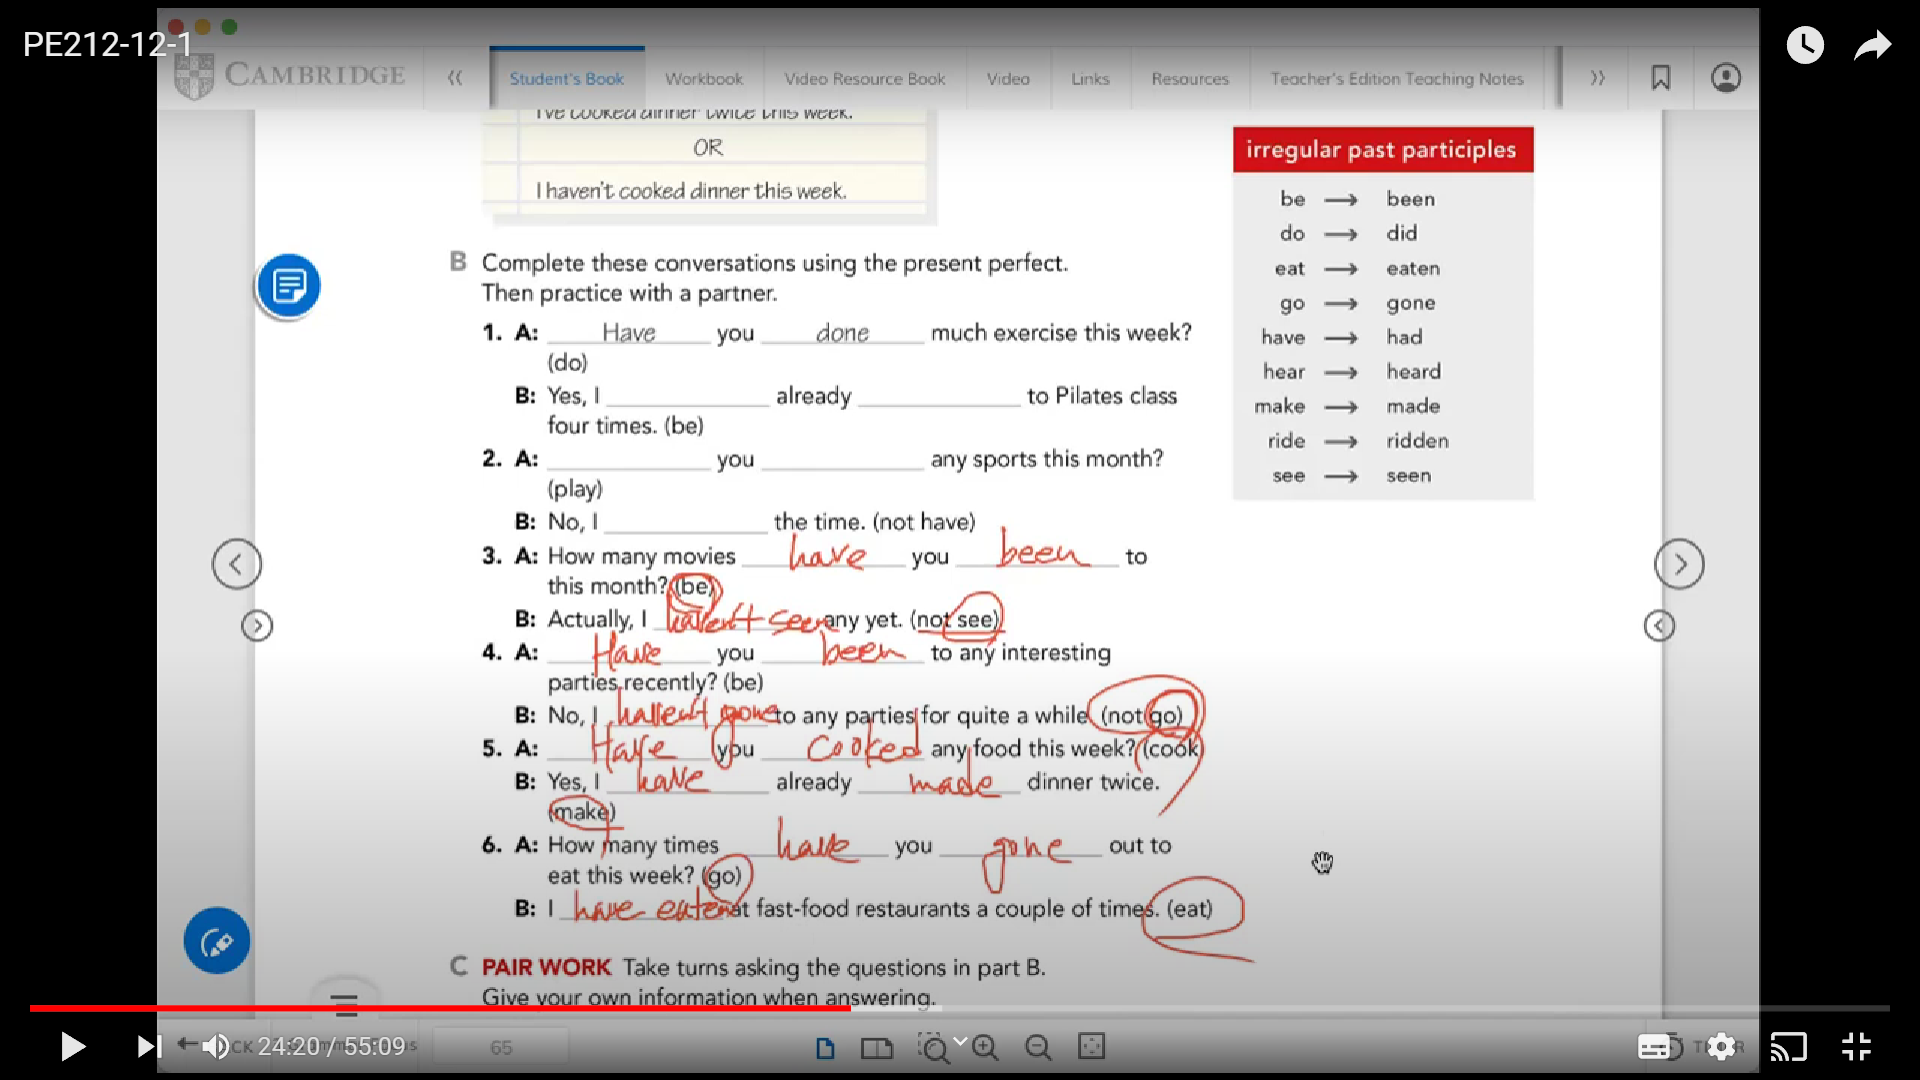 PE212-12-1
CAMBRIDGE
Student's Book
Workbook
Video Resource Book
Video
Links
Resources
Teacher's Edition Teaching Notes
I've cooked dinner twice this week.
OR
I haven't cooked dinner this week.
irregular past participles
be → been
do → did
eat → eaten
go → gone
have → had
hear → heard
make → made
ride → ridden
see → seen
B Complete these conversations using the present perfect.
Then practice with a partner.
1. A: Have you done much exercise this week?
(do)
B: Yes, I ____ already ____ to Pilates class
four times. (be)
2. A: ____ you ____ any sports this month?
(play)
B: No, I ____ the time. (not have)
3. A: How many movies have you been to
this month? (be)
B: Actually, I haven't seen any yet. (not see)
4. A: Have you been to any interesting
parties recently? (be)
B: No, I haven't gone to any parties for quite a while. (not go)
5. A: Have you cooked any food this week? (cook)
B: Yes, I have already made dinner twice.
(make)
6. A: How many times have you gone out to
eat this week? (go)
B: I have eaten at fast-food restaurants a couple of times. (eat)
C PAIR WORK Take turns asking the questions in part B.
Give your own information when answering.
24:20 / 55:09
65